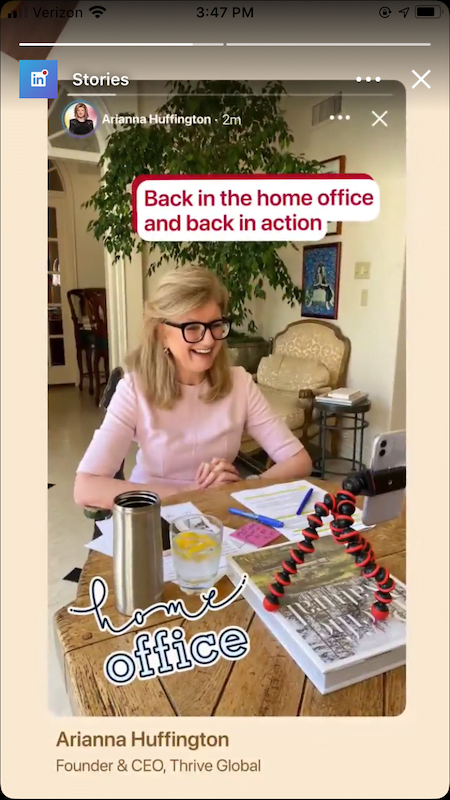 Verizon 3:47 PM
in
Stories
Arianna Huffington · 2m
Back in the home office
and back in action
home
office
Arianna Huffington
Founder & CEO, Thrive Global